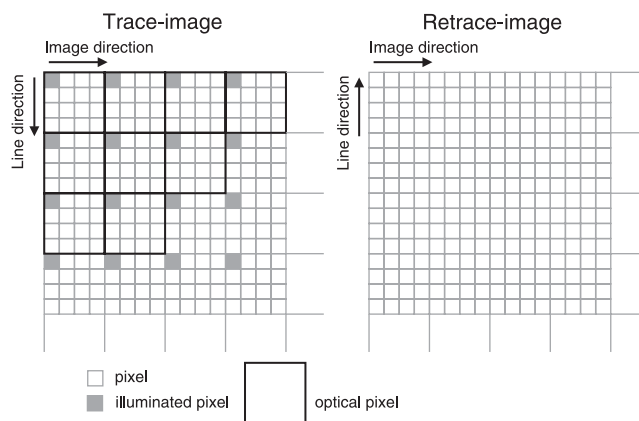 Trace-image
Retrace-image
Image direction
Image direction
Line direction
Line direction
pixel
illuminated pixel
optical pixel